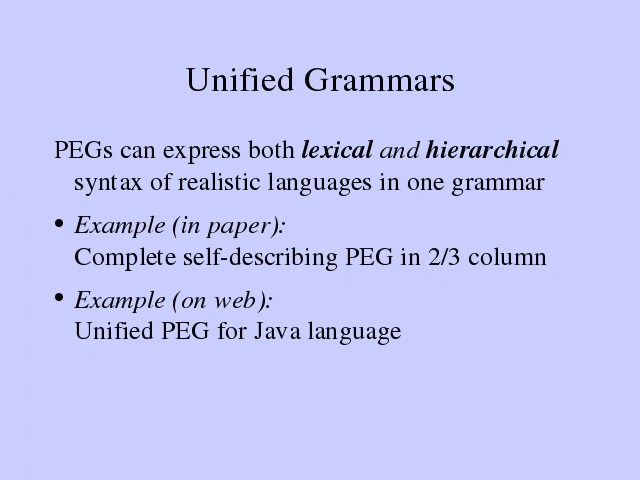 Unified Grammars
PEGs can express both lexical and hierarchical
syntax of realistic languages in one grammar
• Example (in paper):
Complete self-describing PEG in 2/3 column
• Example (on web):
Unified PEG for Java language